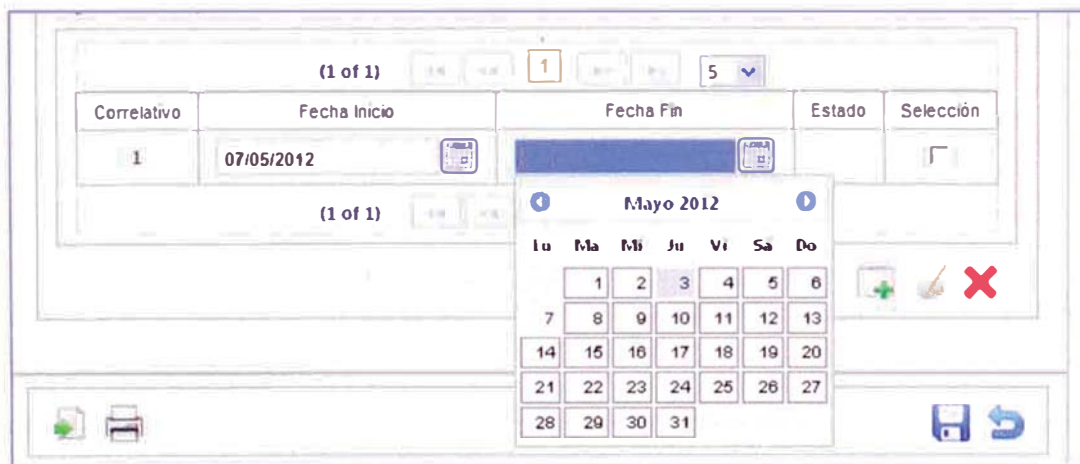 (1 of 1) 1 5
Correlativo Fecha Inicio Fecha Fin Estado Selección
1 07/05/2012
(1 of 1)
Mayo 2012
Lu Ma Mi Ju Vi Sa Do
1 2 3 4 5 6
7 8 9 10 11 12 13
14 15 16 17 18 19 20
21 22 23 24 25 26 27
28 29 30 31